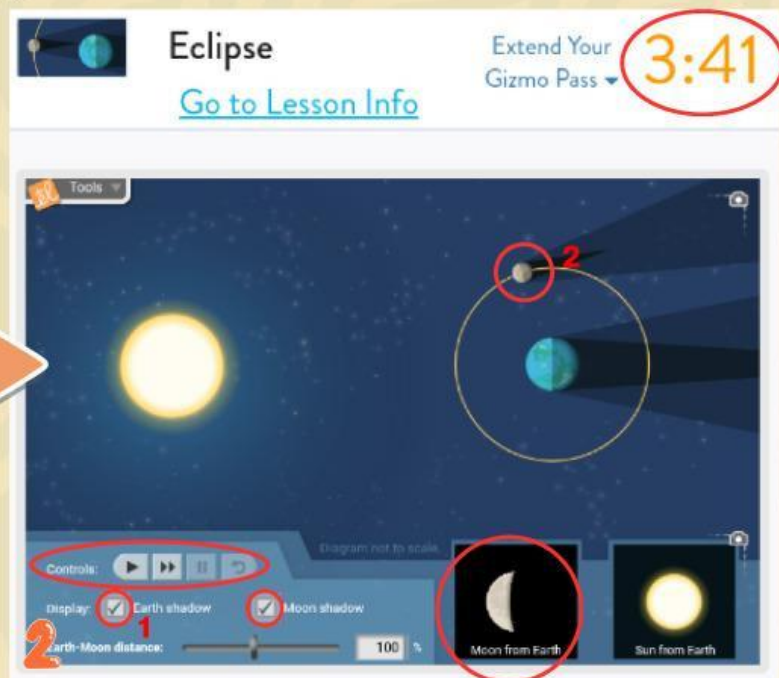 Eclipse
Go to Lesson Info
Extend Your
Gizmo Pass
3:41
Tools
2
Diagram not to scale.
Controls:
Display: Earth shadow Moon shadow
1
2
Earth-Moon distance: 100 %
Moon from Earth
Sun from Earth